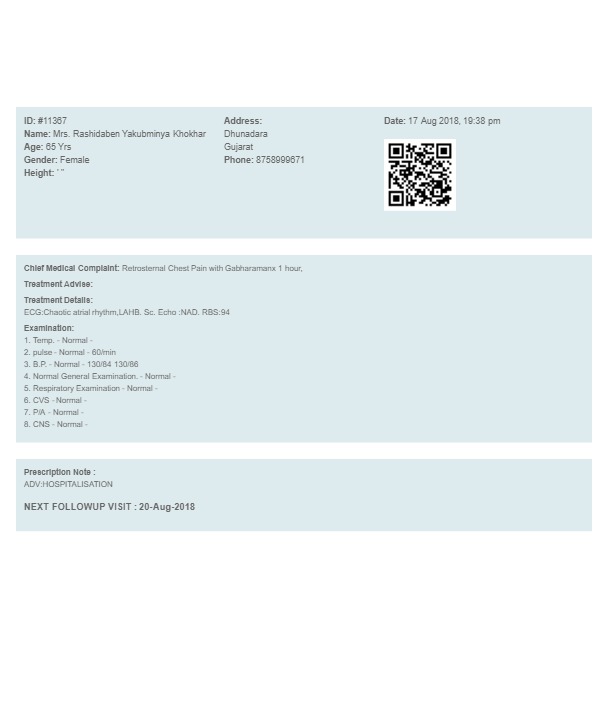 ID: #11367
Name: Mrs. Rashidaben Yakubminya Khokhar
Age: 65 Yrs
Gender: Female
Height: ' "
Address:
Dhunadara
Gujarat
Phone: 8758999671
Date: 17 Aug 2018, 19:38 pm
Chief Medical Complaint: Retrosternal Chest Pain with Gabharamanx 1 hour,
Treatment Advise:
Treatment Details:
ECG:Chaotic atrial rhythm,LAHB. Sc. Echo :NAD. RBS:94
Examination:
1. Temp. - Normal -
2. pulse - Normal - 60/min
3. B.P. - Normal - 130/84 130/86
4. Normal General Examination. - Normal -
5. Respiratory Examination - Normal -
6. CVS - Normal -
7. P/A - Normal -
8. CNS - Normal -
Prescription Note :
ADV:HOSPITALISATION
NEXT FOLLOWUP VISIT : 20-Aug-2018